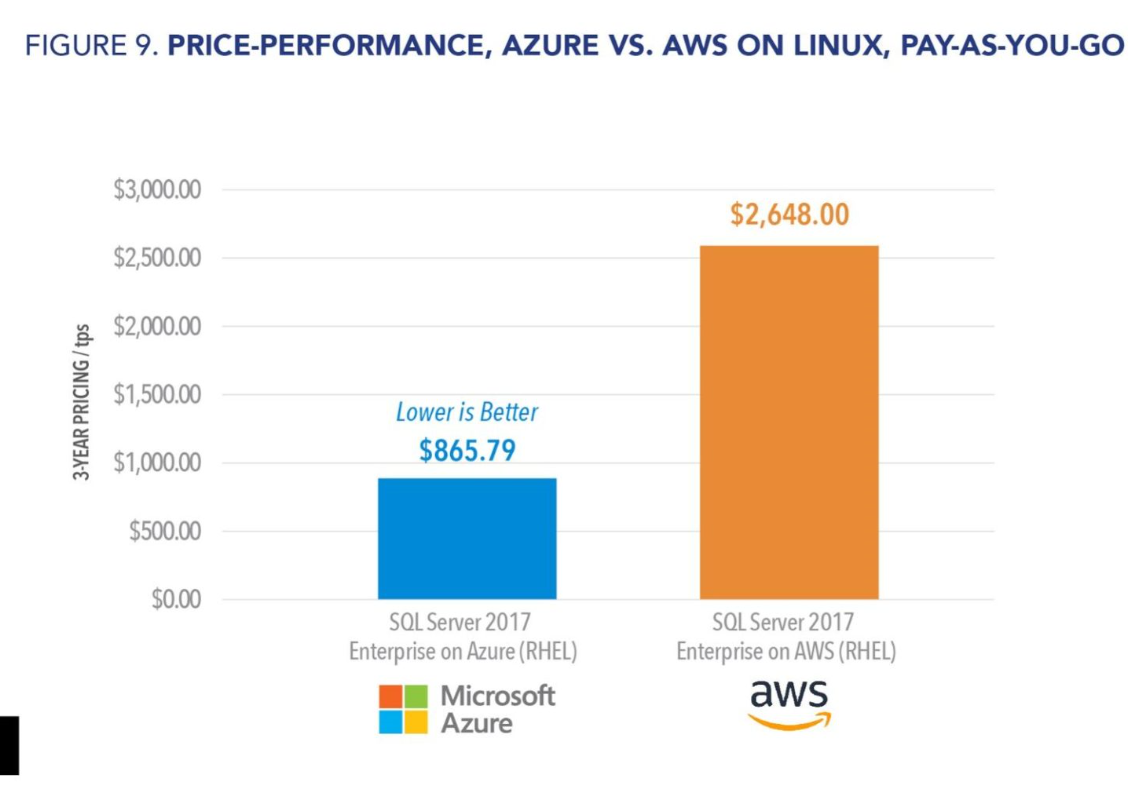 FIGURE 9. PRICE-PERFORMANCE, AZURE VS. AWS ON LINUX, PAY-AS-YOU-GO
3-YEAR PRICING / tps
$3,000.00
$2,500.00
$2,000.00
$1,500.00
$1,000.00
$500.00
$0.00
Lower is Better
$865.79
$2,648.00
SQL Server 2017
Enterprise on Azure (RHEL)
Microsoft
Azure
SQL Server 2017
Enterprise on AWS (RHEL)
aws